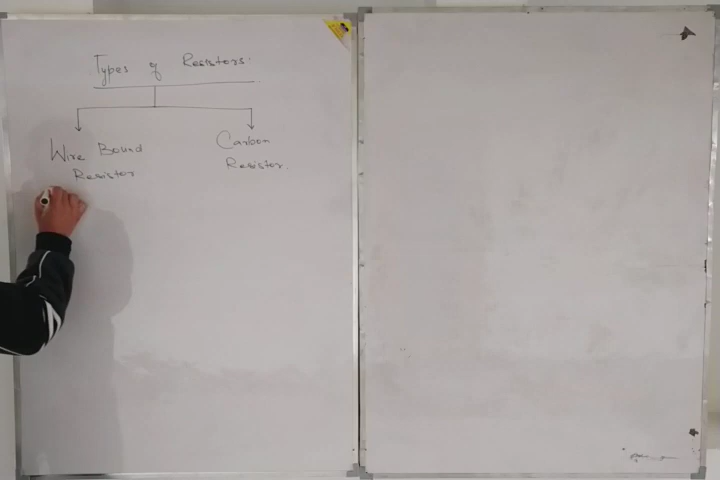 Types of Resistors:
Wire Bound
Resistor
Carbon
Resistor.